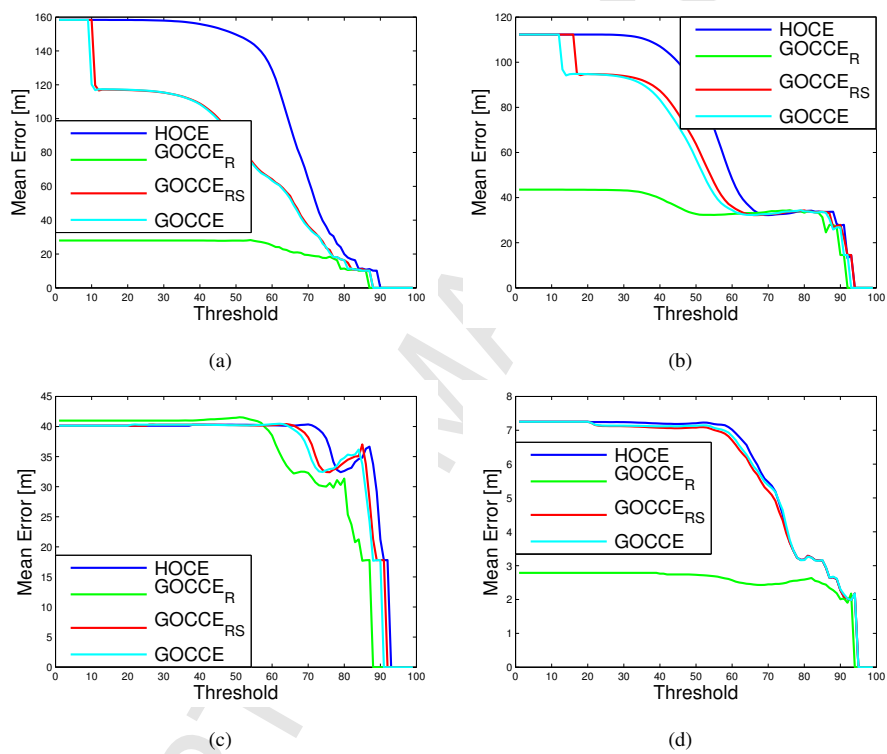 160
140
120
100
80
60
40
20
0
Mean Error [m]
HOCE
GOCCE_R
GOCCE_RS
GOCCE
0 10 20 30 40 50 60 70 80 90 100
Threshold
(a)
120
100
80
60
40
20
0
Mean Error [m]
HOCE
GOCCE_R
GOCCE_RS
GOCCE
0 10 20 30 40 50 60 70 80 90 100
Threshold
(b)
45
40
35
30
25
20
15
10
5
0
Mean Error [m]
HOCE
GOCCE_R
GOCCE_RS
GOCCE
0 10 20 30 40 50 60 70 80 90 100
Threshold
(c)
8
7
6
5
4
3
2
1
0
Mean Error [m]
HOCE
GOCCE_R
GOCCE_RS
GOCCE
0 10 20 30 40 50 60 70 80 90 100
Threshold
(d)